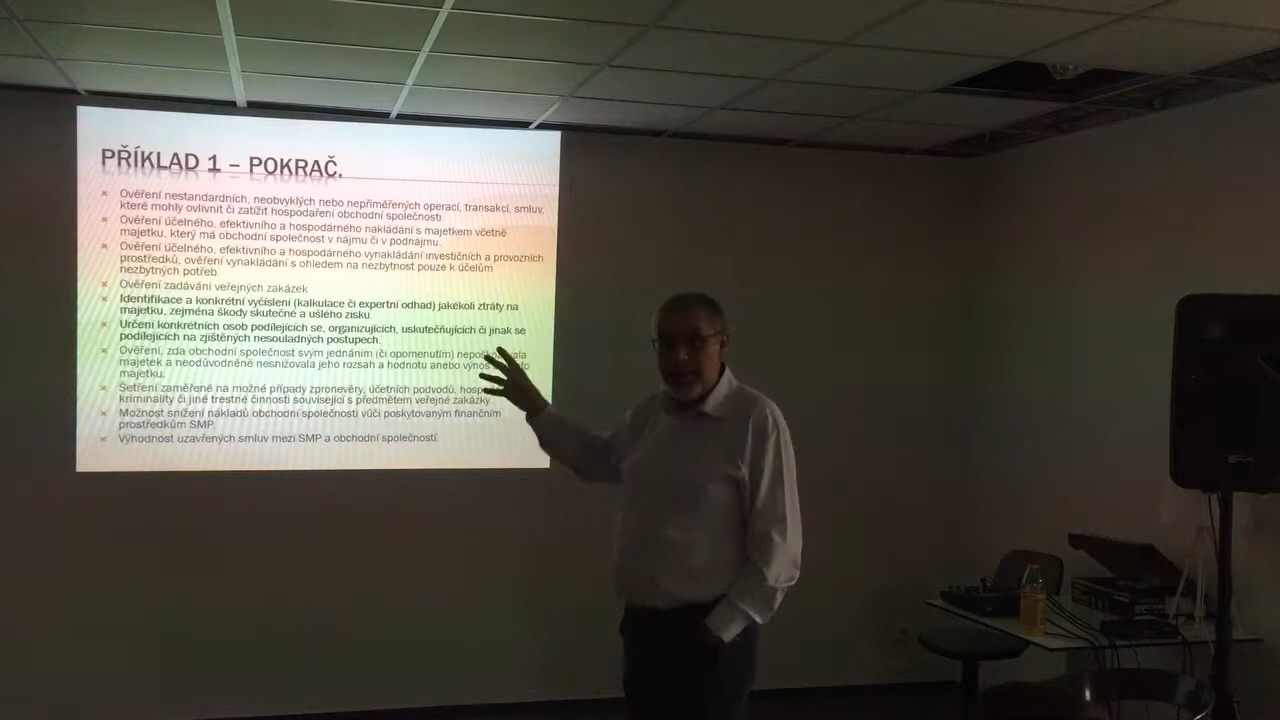 PŘÍKLAD 1 – POKRAČ.
Ověření nestandardních, neobvyklých nebo nepřiměřených operací, transakcí, smluv,
které mohly ovlivnit či zatížit hospodaření obchodní společnosti.
Ověření účelného, efektivního a hospodárného nakládání s majetkem včetně
majetku, který má obchodní společnost v nájmu či v podnájmu.
Ověření účelného, efektivního a hospodárného vynakládání investičních a provozních
prostředků, ověření vynakládání s ohledem na nezbytnost pouze k účelům
nezbytných potřeb.
Ověření zadávání veřejných zakázek
Identifikace a konkrétní vyčíslení (kalkulace či expertní odhad) jakékoli ztráty na
majetku, zejména škody skutečné a ušlého zisku.
Určení konkrétních osob podílejících se, organizujících, uskutečňujících či jinak se
podílejících na zjištěných nesouladných postupech.
Ověření, zda obchodní společnost svým jednáním (či opomenutím)
majetek a neodůvodněně nesnižovala jeho rozsah a hodnotu anebo výnos
majetku.
Šetření zaměřené na možné případy zpronevěry, účetních podvodů,
kriminality či jiné trestné činnosti související s předmětem veřejné zakázky.
Možnost snížení nákladů obchodní společnosti vůči poskytovaným finančním
prostředkům SMP.
Výhodnost uzavřených smluv mezi SMP a obchodní společností.